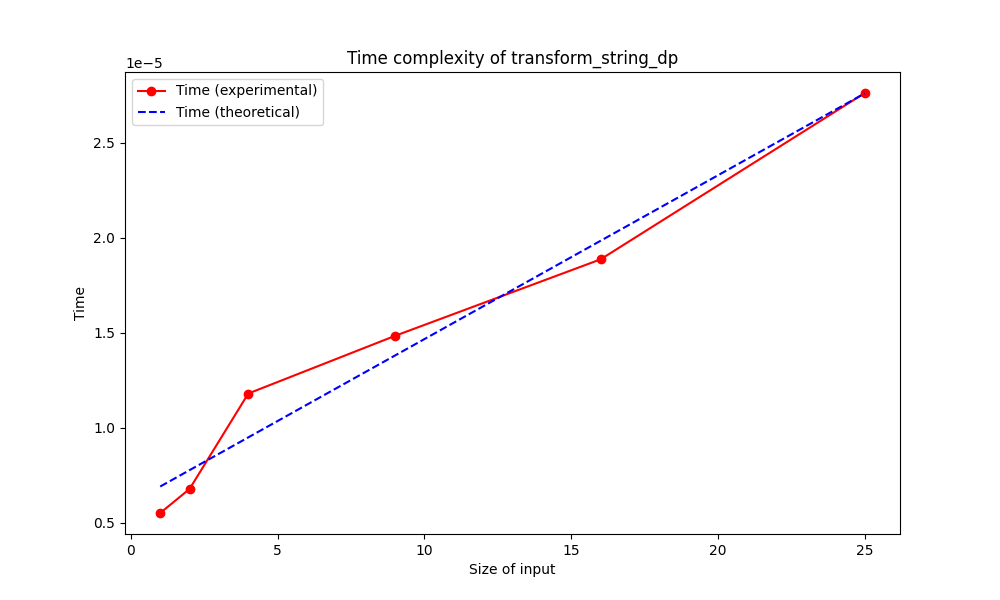 Time complexity of transform_string_dp
1e−5
Time (experimental)
Time (theoretical)
2.5
2.0
1.5
1.0
0.5
Time
0 5 10 15 20 25
Size of input